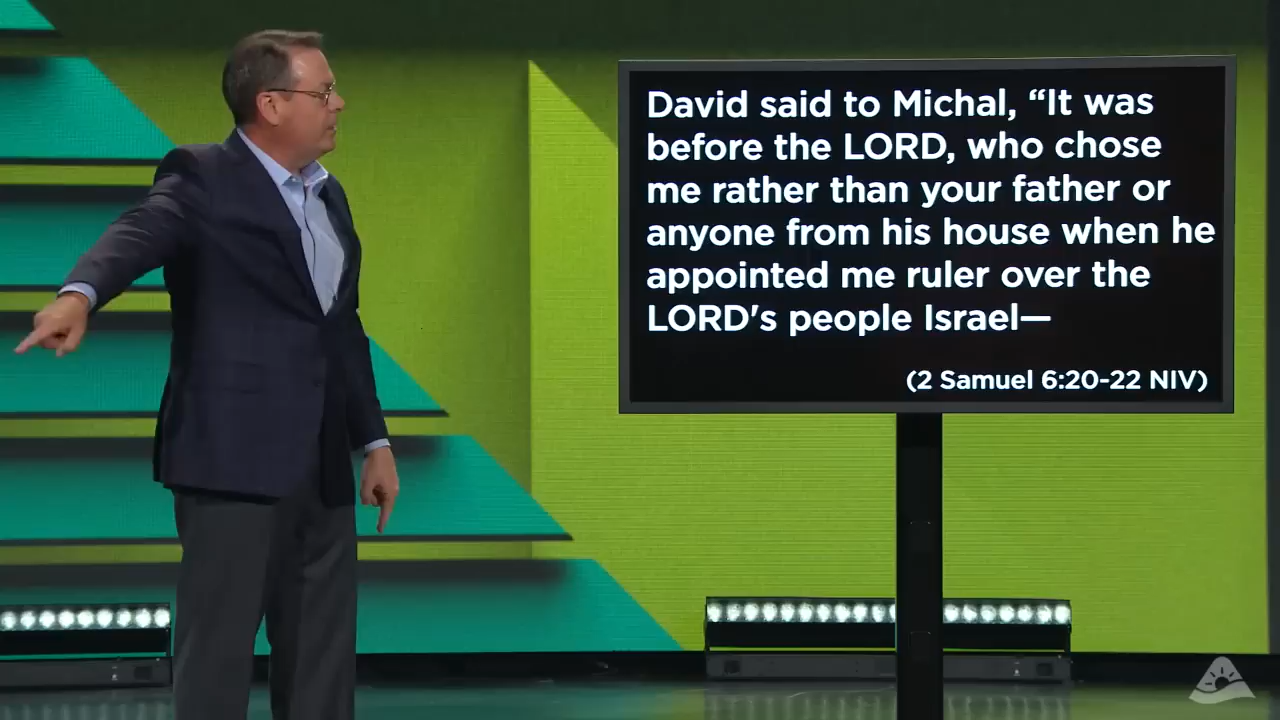 David said to Michal, “It was
before the LORD, who chose
me rather than your father or
anyone from his house when he
appointed me ruler over the
LORD's people Israel—
(2 Samuel 6:20-22 NIV)